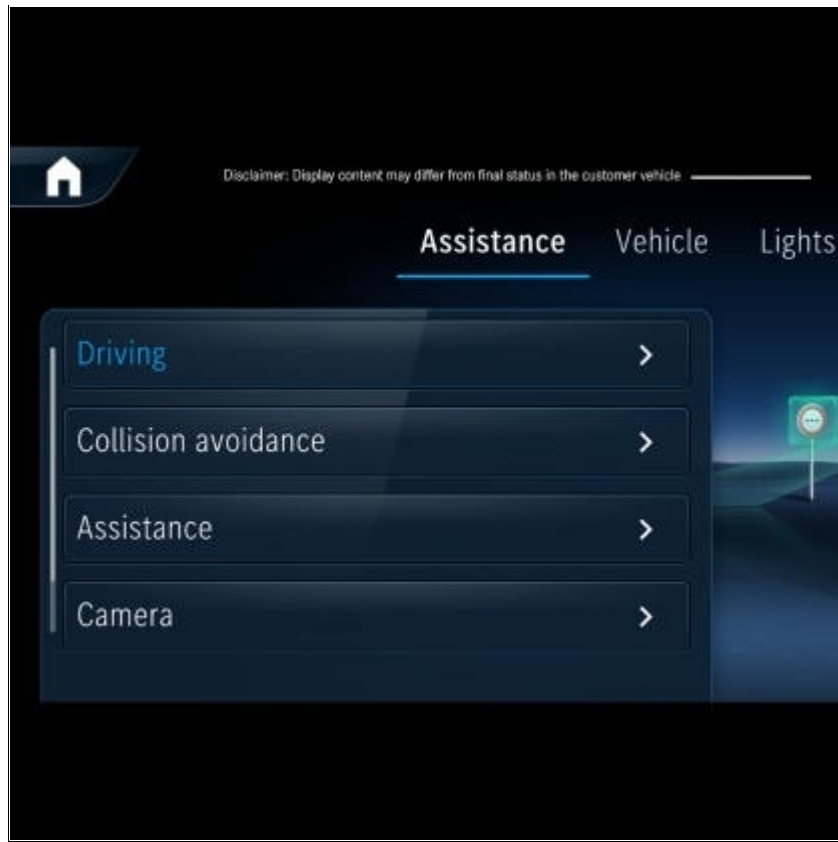 Disclaimer: Display content may differ from final status in the customer vehicle
Assistance Vehicle Lights
Driving
Collision avoidance
Assistance
Camera